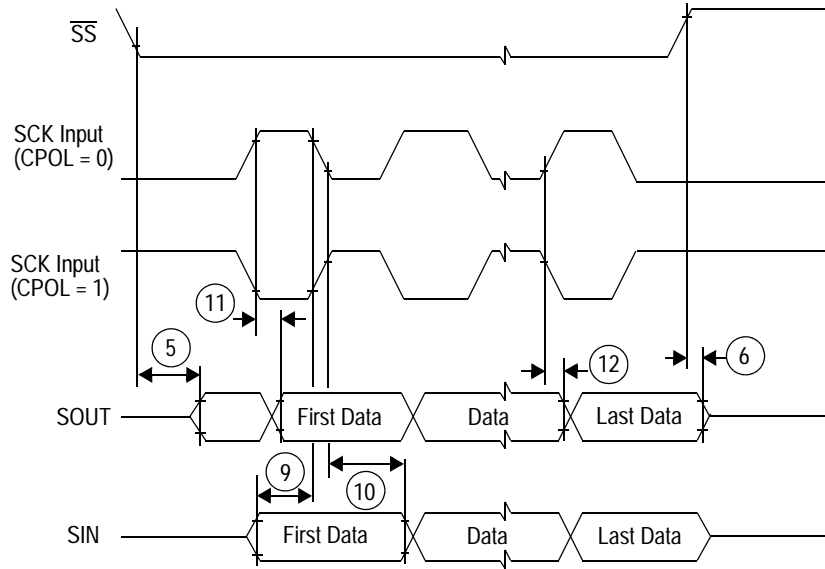 SS
SCK Input
(CPOL = 0)
SCK Input
(CPOL = 1)
11
5
12
6
SOUT
First Data
Data
Last Data
9
10
SIN
First Data
Data
Last Data